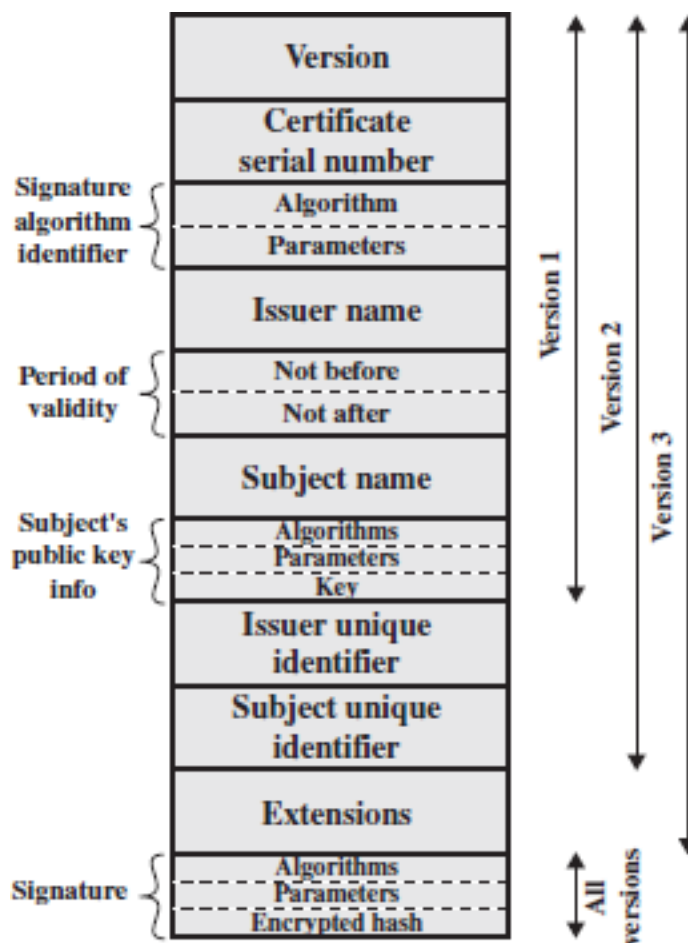 Version
Certificate
serial number
Signature
algorithm
identifier
Algorithm
Parameters
Issuer name
Period of
validity
Not before
Not after
Subject name
Subject's
public key
info
Algorithms
Parameters
Key
Issuer unique
identifier
Subject unique
identifier
Extensions
Signature
Algorithms
Parameters
Encrypted hash
Version 1
Version 2
Version 3
All
versions